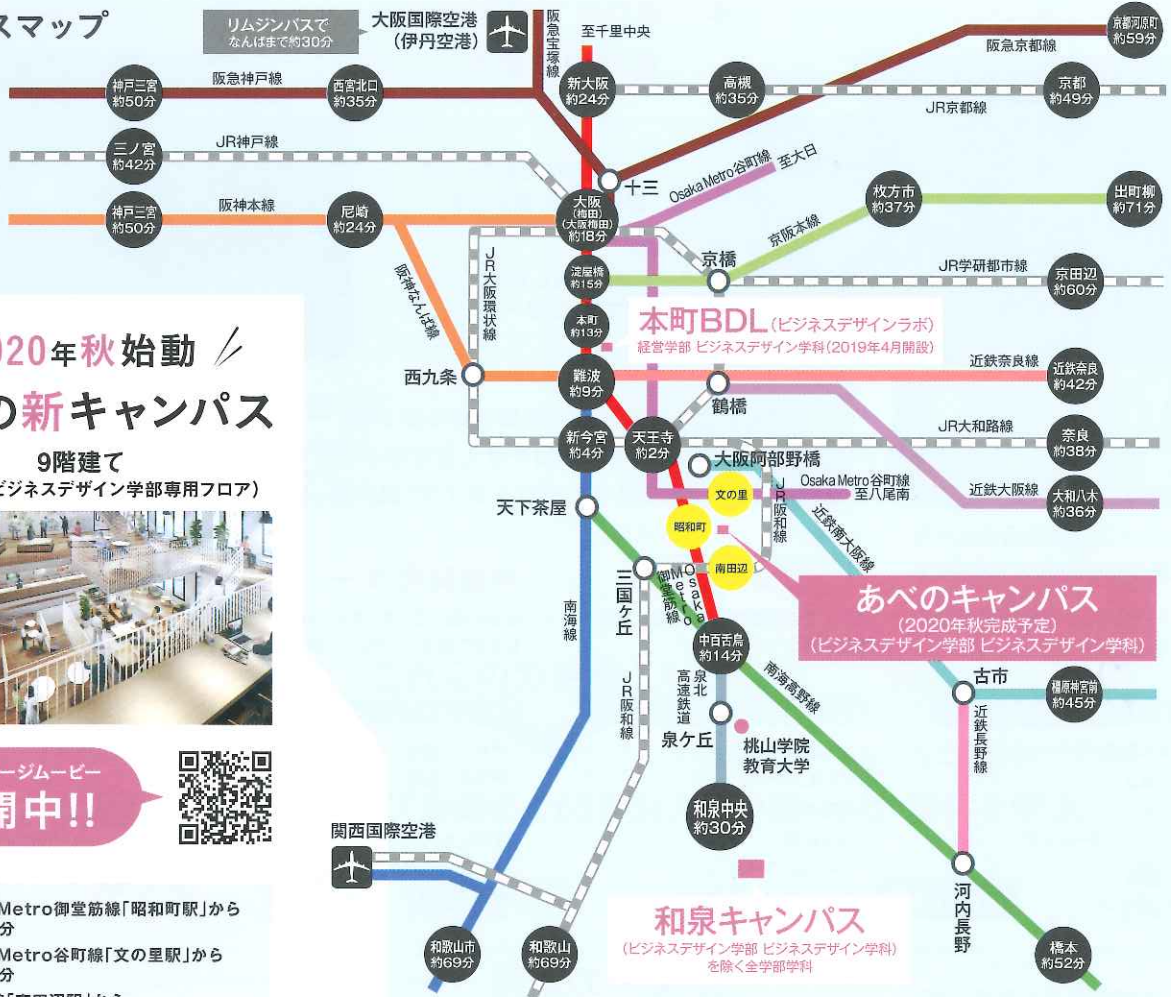 スマップ
リムジンバスで
なんばまで約30分
大阪国際空港
(伊丹空港)
阪急宝塚線
至千里中央
阪急京都線
京都河原町
約59分
神戸三宮
約50分
阪急神戸線
西宮北口
約35分
新大阪
約24分
高槻
約35分
JR京都線
京都
約49分
三ノ宮
約42分
JR神戸線
十三
Osaka Metro谷町線
至大日
神戸三宮
約50分
阪神本線
尼崎
約24分
大阪
(梅田)
(大阪梅田)
約18分
枚方市
約37分
出町柳
約71分
京阪本線
阪神なんば線
JR大阪環状線
淀屋橋
約15分
京橋
JR学研都市線
京田辺
約60分
本町
約13分
本町BDL(ビジネスデザインラボ)
経営学部 ビジネスデザイン学科(2019年4月開設)
西九条
難波
約9分
鶴橋
近鉄奈良線
近鉄奈良
約42分
新今宮
約4分
天王寺
約2分
JR大和路線
奈良
約38分
大阪阿部野橋
Osaka Metro谷町線
至八尾南
近鉄大阪線
大和八木
約36分
文の里
天下茶屋
昭和町
JR阪和線
近鉄南大阪線
南田辺
三国ヶ丘
Osaka
Metro
御堂筋線
あべのキャンパス
(2020年秋完成予定)
(ビジネスデザイン学部 ビジネスデザイン学科)
南海線
中百舌鳥
約14分
南海高野線
古市
橿原神宮前
約45分
JR阪和線
泉北
高速鉄道
泉ケ丘
桃山学院
教育大学
近鉄長野線
和泉中央
約30分
関西国際空港
河内長野
和泉キャンパス
(ビジネスデザイン学部 ビジネスデザイン学科)
を除く全学部学科
和歌山市
約69分
和歌山
約69分
橋本
約52分
020年秋始動
の新キャンパス
9階建て
ビジネスデザイン学部専用フロア)
ージムービー
開中!!
Metro御堂筋線「昭和町駅」から
分
Metro谷町線「文の里駅」から
分